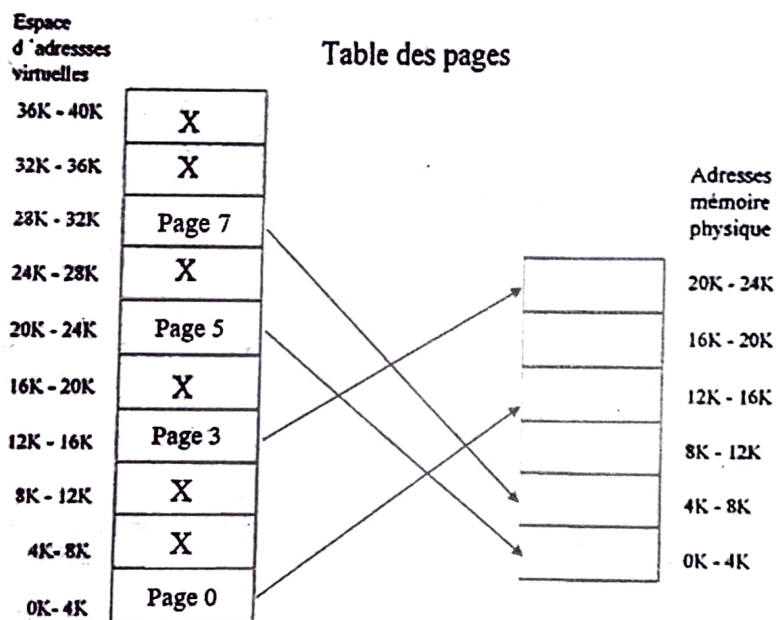 Espace
d'adressses
virtuelles
Table des pages
36K - 40K X
32K - 36K X
28K - 32K Page 7
24K - 28K X
20K - 24K Page 5
16K - 20K X
12K - 16K Page 3
8K - 12K X
4K- 8K X
0K- 4K Page 0
Adresses
mémoire
physique
20K - 24K
16K - 20K
12K - 16K
8K - 12K
4K - 8K
0K - 4K